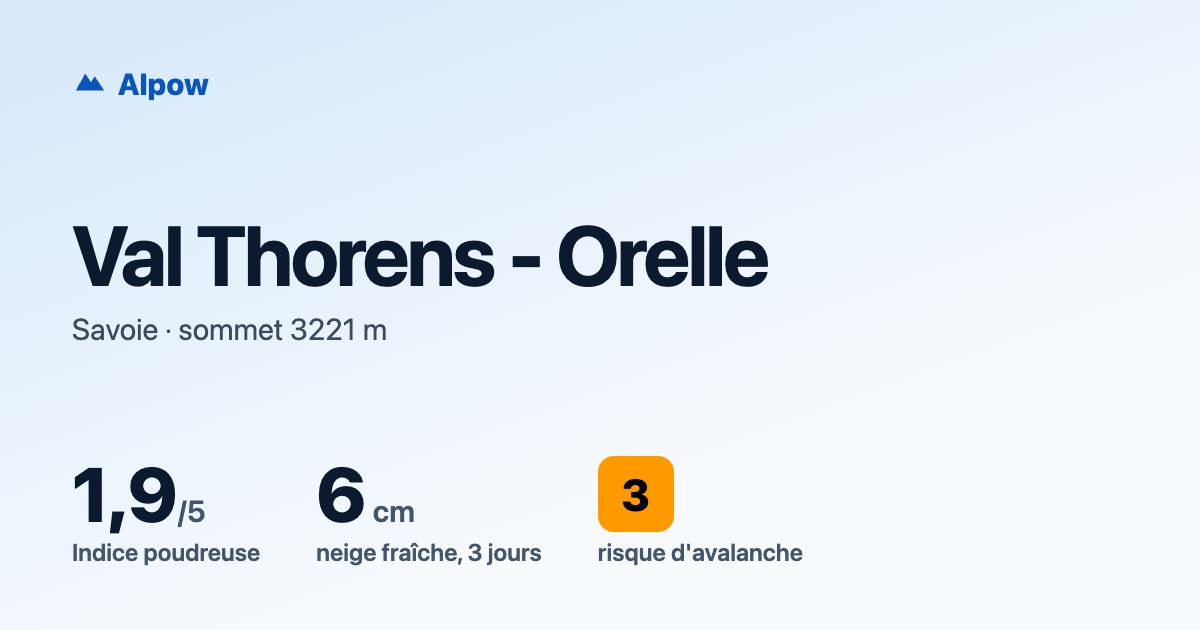 Alpow
Val Thorens - Orelle
Savoie · sommet 3221 m
1,9/5
Indice poudreuse
6 cm
neige fraîche, 3 jours
3
risque d'avalanche